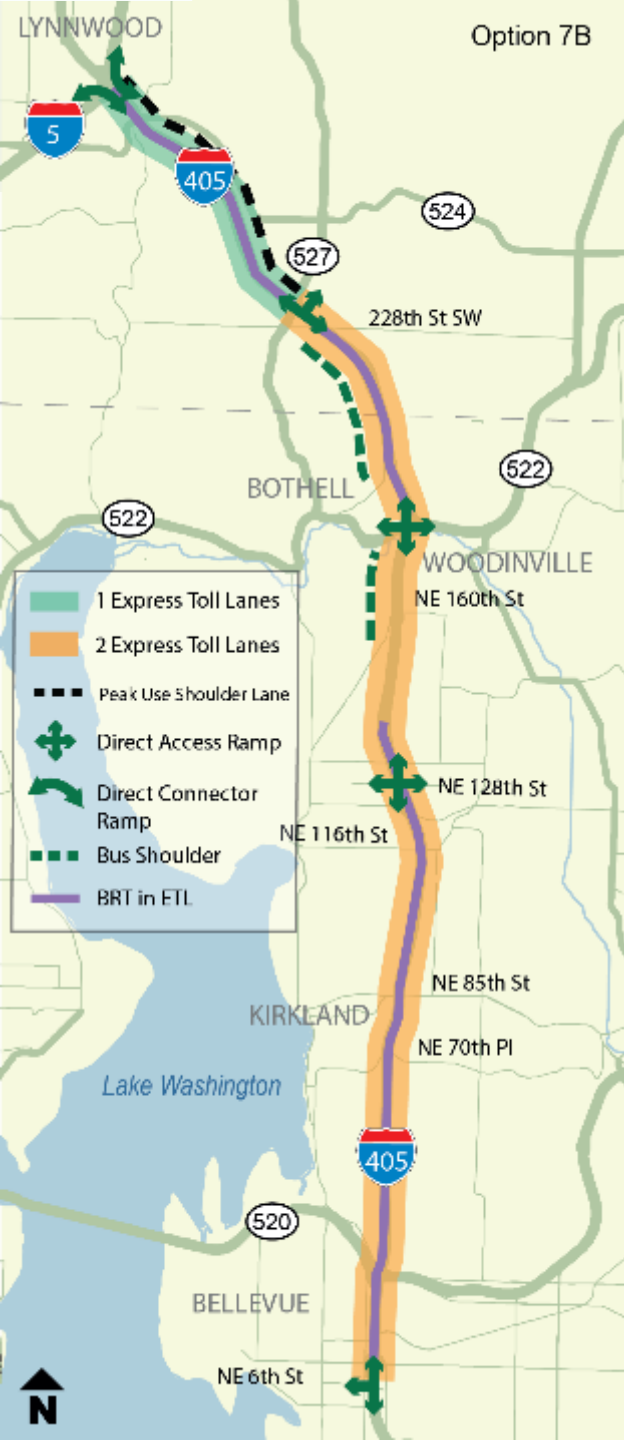 LYNNWOOD
Option 7B
5
405
524
527
228th St SW
522
BOTHELL
522
WOODINVILLE
NE 160th St
1 Express Toll Lanes
2 Express Toll Lanes
Peak Use Shoulder Lane
Direct Access Ramp
Direct Connector
Ramp
Bus Shoulder
BRT in ETL
NE 128th St
NE 116th St
NE 85th St
KIRKLAND
NE 70th Pl
Lake Washington
405
520
BELLEVUE
NE 6th St
N